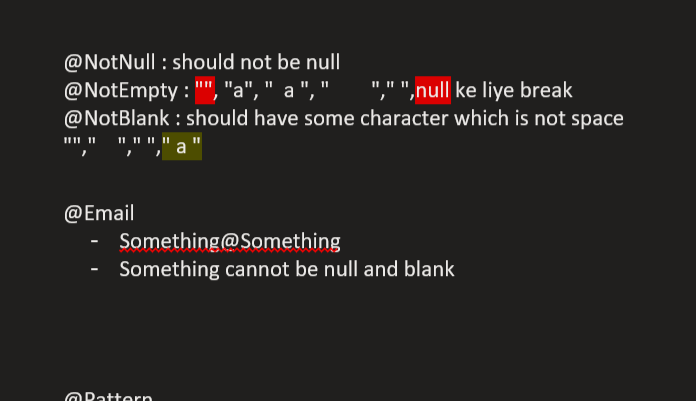 @NotNull : should not be null
@NotEmpty : "", "a", "  a ", "       "," ",null ke liye break
@NotBlank : should have some character which is not space
"","    "," "," a "
@Email
- Something@Something
- Something cannot be null and blank
@Pattern